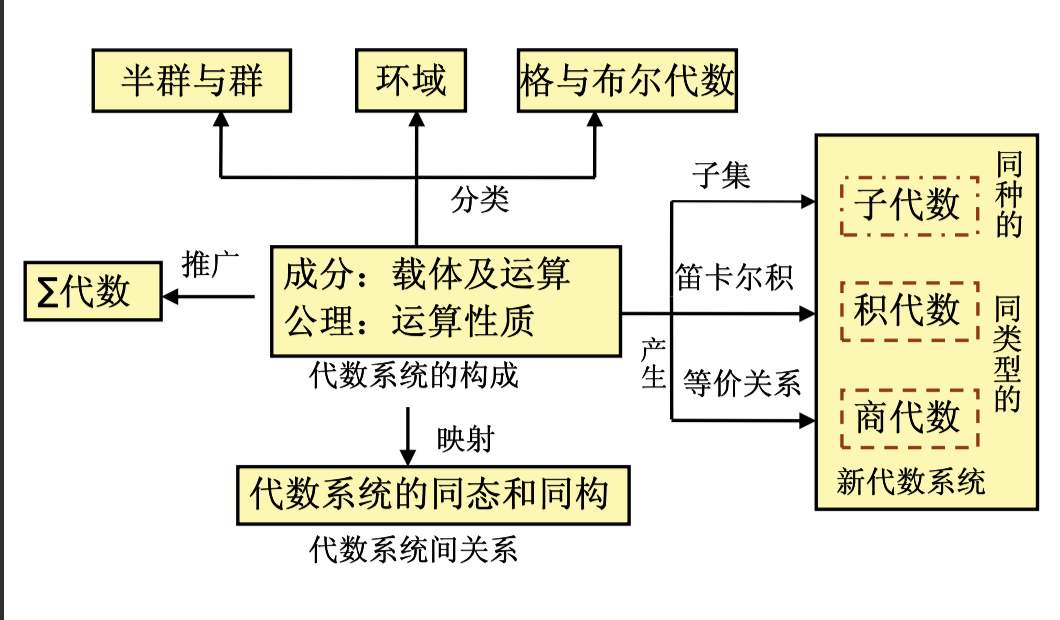 半群与群
环域
格与布尔代数
分类
子集
子代数
同种的
推广
∑代数
成分：载体及运算
公理：运算性质
代数系统的构成
笛卡尔积
积代数
同类型的
产生
等价关系
商代数
新代数系统
映射
代数系统的同态和同构
代数系统间关系